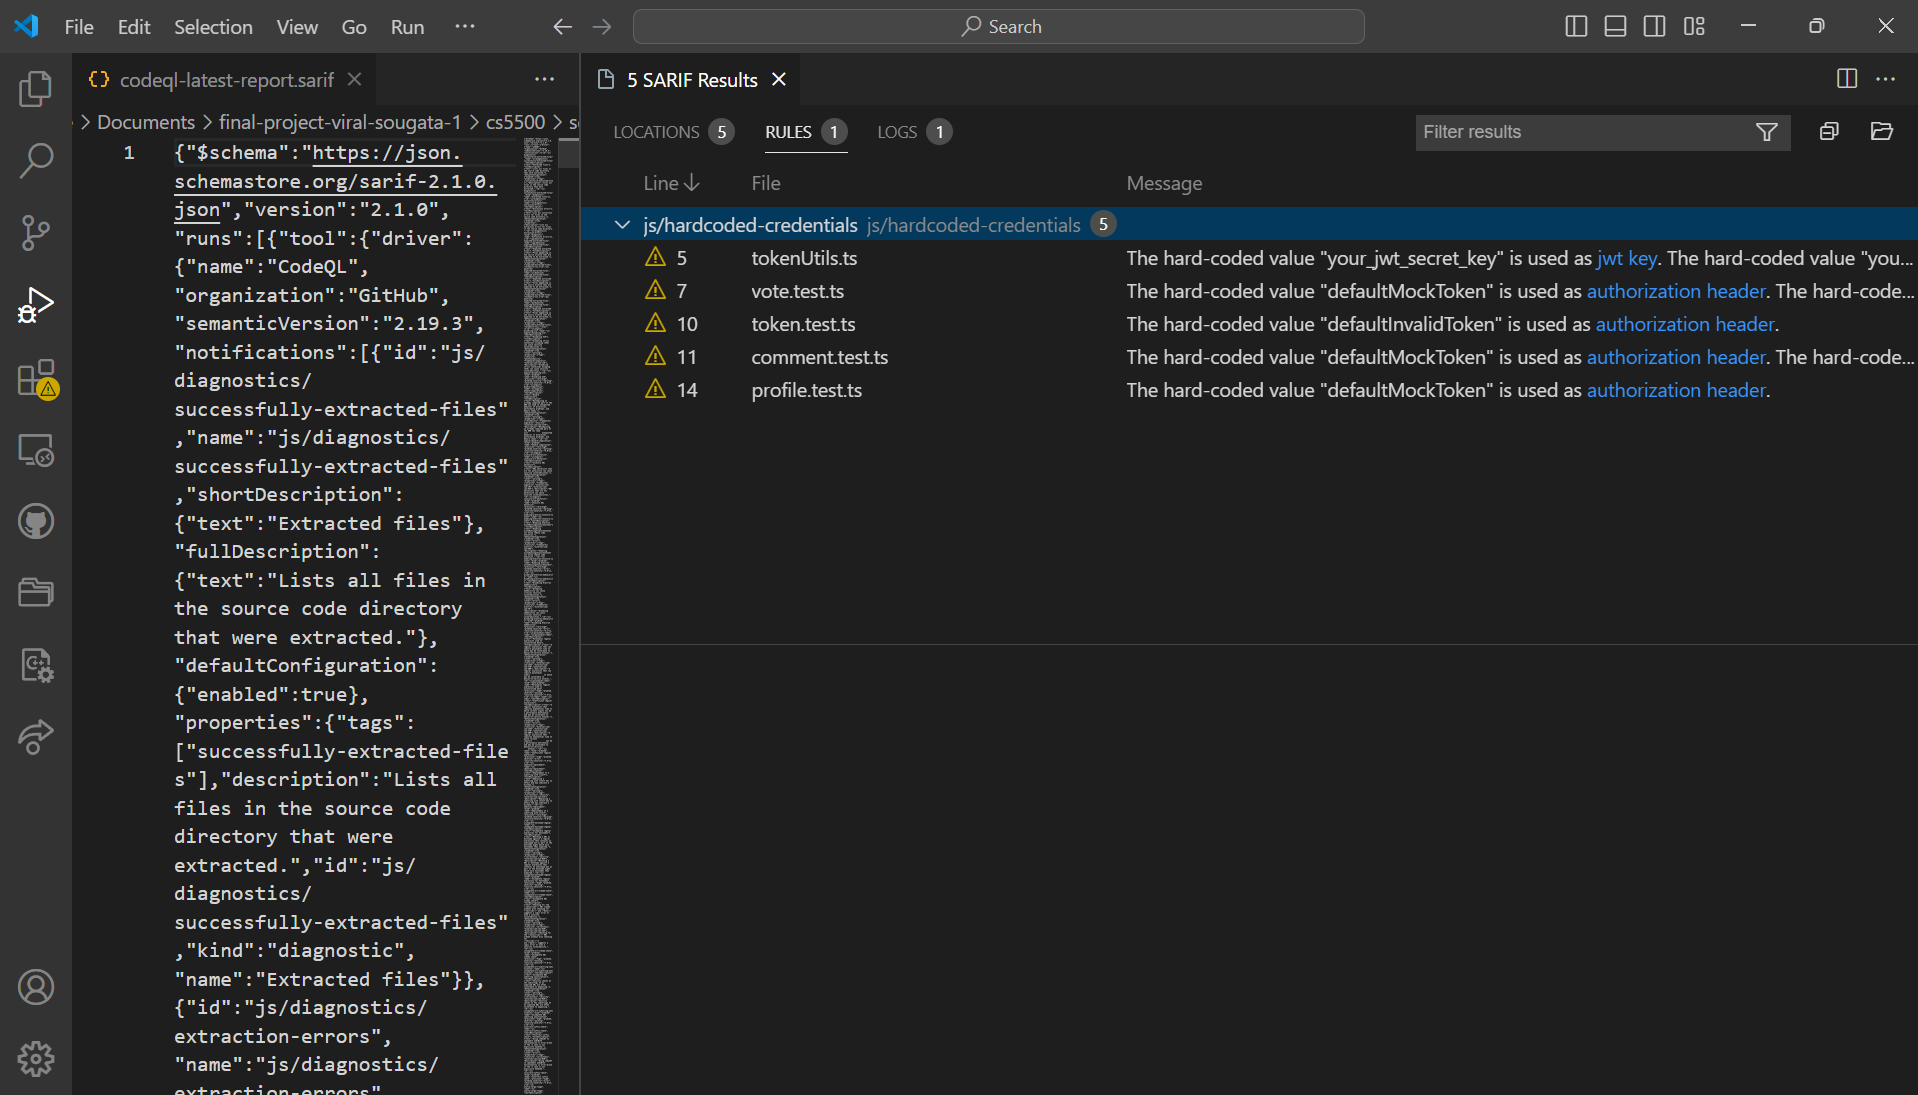 File Edit Selection View Go Run ···
Search
codeql-latest-report.sarif
Documents > final-project-viral-sougata-1 > cs5500 >
1
{"$schema":"https://json.
schemastore.org/sarif-2.1.0.
json","version":"2.1.0",
"runs":[{"tool":{"driver":
{"name":"CodeQL",
"organization":"GitHub",
"semanticVersion":"2.19.3",
"notifications":[{"id":"js/
diagnostics/
successfully-extracted-files"
,"name":"js/diagnostics/
successfully-extracted-files"
,"shortDescription":
{"text":"Extracted files"},
"fullDescription":
{"text":"Lists all files in
the source code directory
that were extracted."},
"defaultConfiguration":
{"enabled":true},
"properties":{"tags":
["successfully-extracted-file
s"],"description":"Lists all
files in the source code
directory that were
extracted.","id":"js/
diagnostics/
successfully-extracted-files"
,"kind":"diagnostic",
"name":"Extracted files"}},
{"id":"js/diagnostics/
extraction-errors",
"name":"js/diagnostics/
extraction-errors"
5 SARIF Results
LOCATIONS 5 RULES 1 LOGS 1
Filter results
Line File Message
js/hardcoded-credentials js/hardcoded-credentials 5
5 tokenUtils.ts The hard-coded value "your_jwt_secret_key" is used as jwt key. The hard-coded value "you...
7 vote.test.ts The hard-coded value "defaultMockToken" is used as authorization header. The hard-code...
10 token.test.ts The hard-coded value "defaultInvalidToken" is used as authorization header.
11 comment.test.ts The hard-coded value "defaultMockToken" is used as authorization header. The hard-code...
14 profile.test.ts The hard-coded value "defaultMockToken" is used as authorization header.